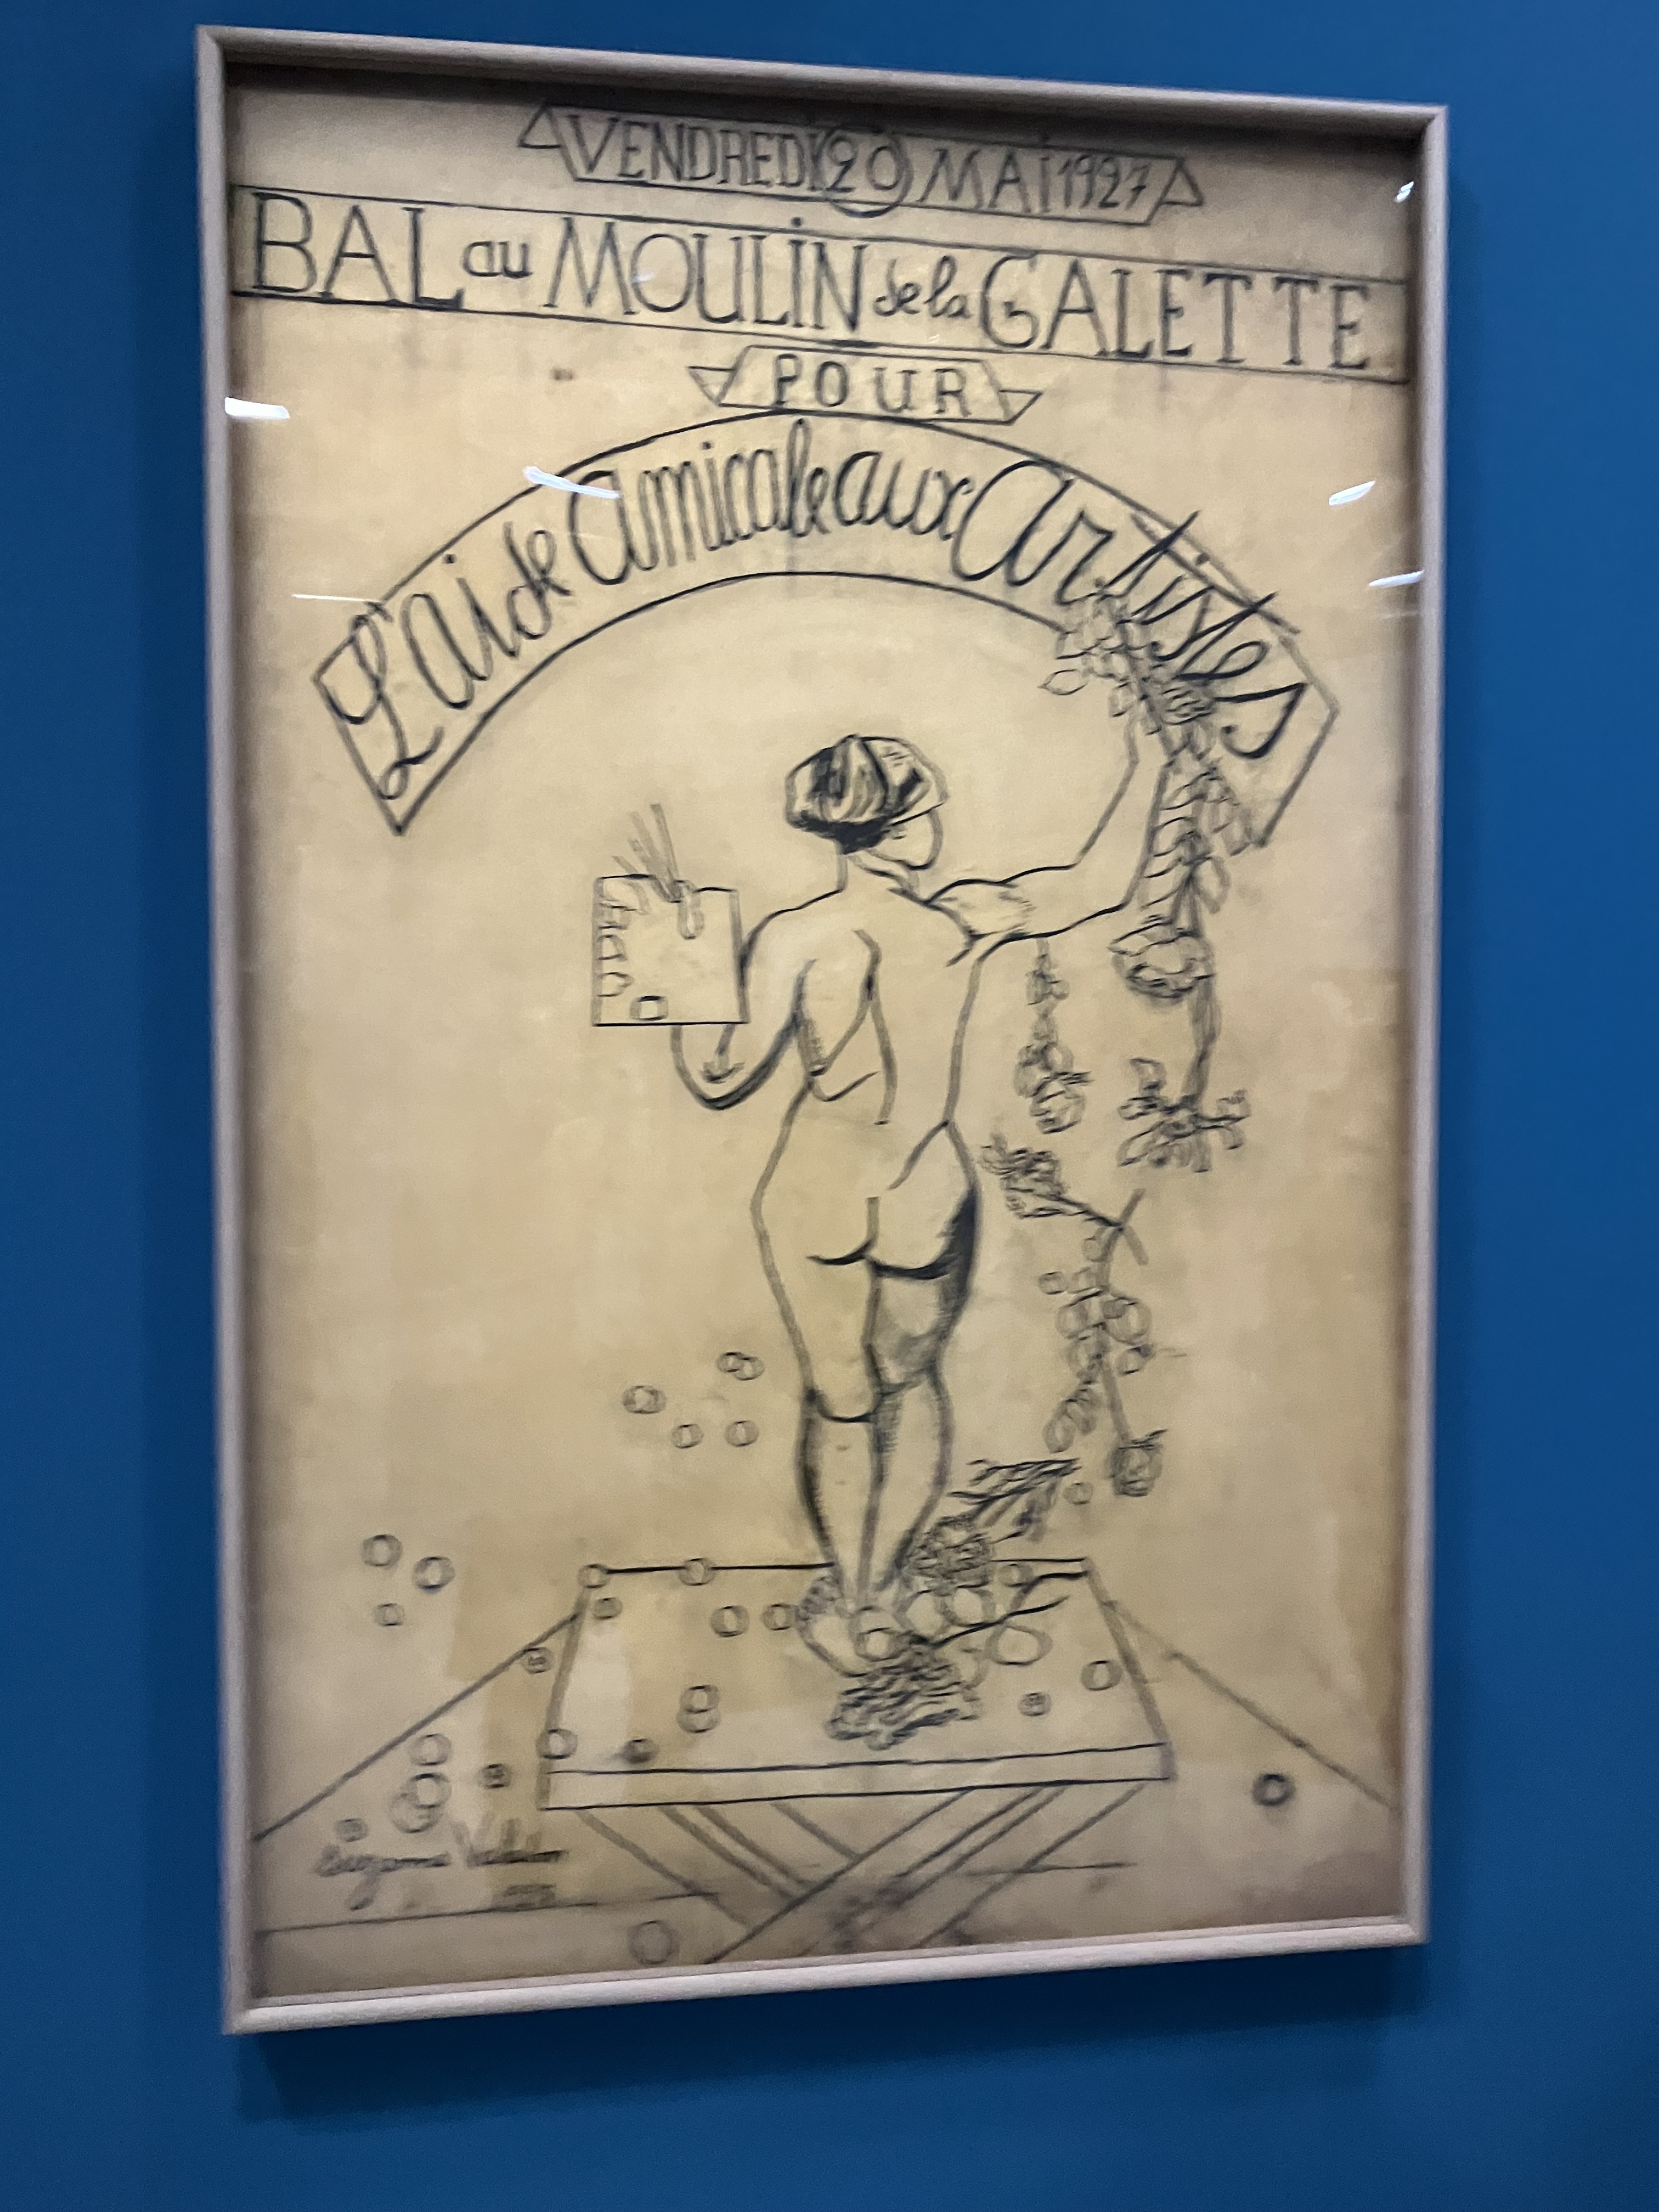 VENDREDI 20 MAI 1927
BAL au MOULIN de la GALETTE
POUR
L'aide Amicale aux Artistes
Suzanne Valadon